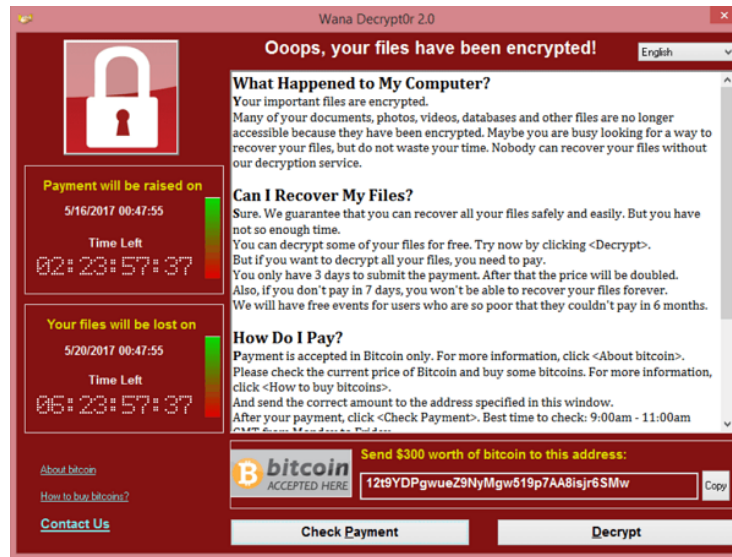 Wana Decrypt0r 2.0
Ooops, your files have been encrypted!
English
What Happened to My Computer?
Your important files are encrypted.
Many of your documents, photos, videos, databases and other files are no longer
accessible because they have been encrypted. Maybe you are busy looking for a way to
recover your files, but do not waste your time. Nobody can recover your files without
our decryption service.
Can I Recover My Files?
Sure. We guarantee that you can recover all your files safely and easily. But you have
not so enough time.
You can decrypt some of your files for free. Try now by clicking <Decrypt>.
But if you want to decrypt all your files, you need to pay.
You only have 3 days to submit the payment. After that the price will be doubled.
Also, if you don't pay in 7 days, you won't be able to recover your files forever.
We will have free events for users who are so poor that they couldn't pay in 6 months.
How Do I Pay?
Payment is accepted in Bitcoin only. For more information, click <About bitcoin>.
Please check the current price of Bitcoin and buy some bitcoins. For more information,
click <How to buy bitcoins>.
And send the correct amount to the address specified in this window.
After your payment, click <Check Payment>. Best time to check: 9:00am - 11:00am
GMT from Monday to Friday
Payment will be raised on
5/16/2017 00:47:55
Time Left
02:23:57:37
Your files will be lost on
5/20/2017 00:47:55
Time Left
06:23:57:37
About bitcoin
How to buy bitcoins?
Contact Us
bitcoin
ACCEPTED HERE
Send $300 worth of bitcoin to this address:
12t9YDPgwueZ9NyMgw519p7AA8isjr6SMw
Copy
Check Payment
Decrypt